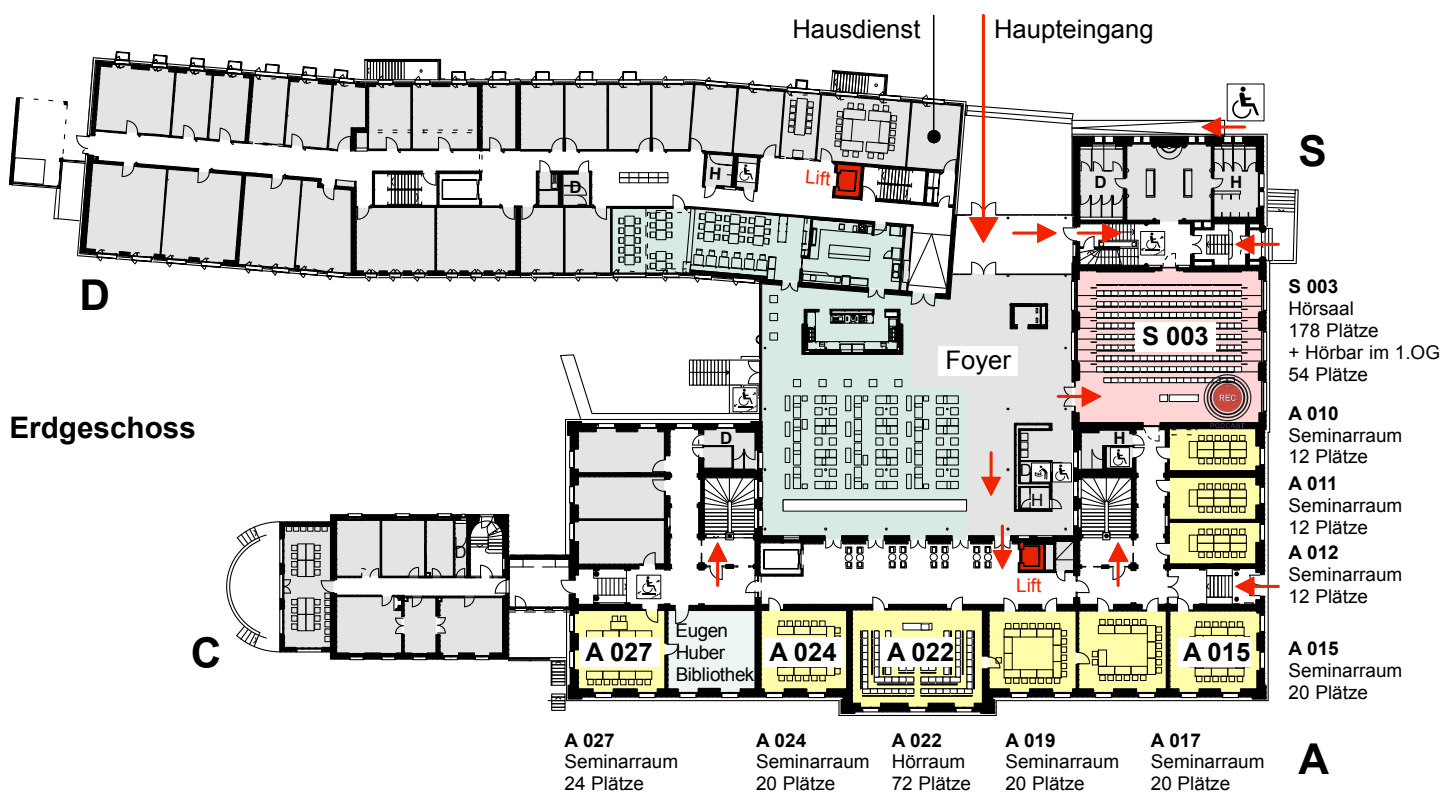 Hausdienst
Haupteingang
S
D
H
H
D
Lift
D
S 003
Hörsaal
178 Plätze
+ Hörbar im 1.OG
54 Plätze
S 003
REC
PODCAST
Foyer
Erdgeschoss
A 010
Seminarraum
12 Plätze
A 011
Seminarraum
12 Plätze
A 012
Seminarraum
12 Plätze
D
H
D
H
Lift
C
A 027
Eugen
Huber
Bibliothek
A 024
A 022
A 015
A 015
Seminarraum
20 Plätze
A 027
Seminarraum
24 Plätze
A 024
Seminarraum
20 Plätze
A 022
Hörraum
72 Plätze
A 019
Seminarraum
20 Plätze
A 017
Seminarraum
20 Plätze
A